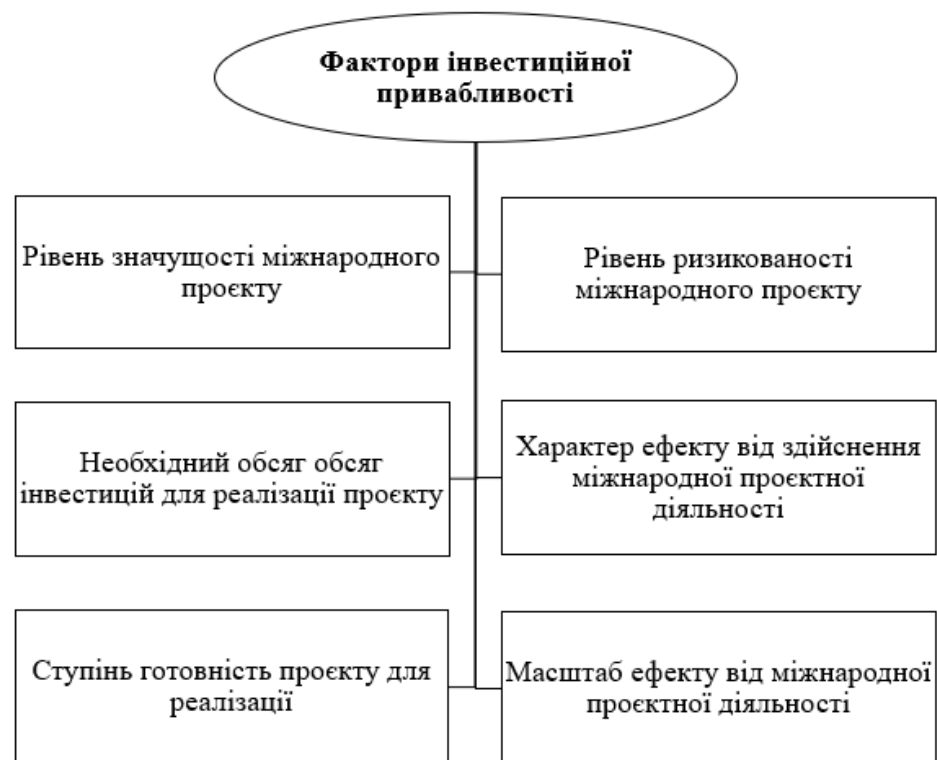 Фактори інвестиційної
привабливості
Рівень значущості міжнародного
проєкту
Рівень ризикованості
міжнародного проєкту
Необхідний обсяг обсяг
інвестицій для реалізації проєкту
Характер ефекту від здійснення
міжнародної проєктної
діяльності
Ступінь готовність проєкту для
реалізації
Масштаб ефекту від міжнародної
проєктної діяльності